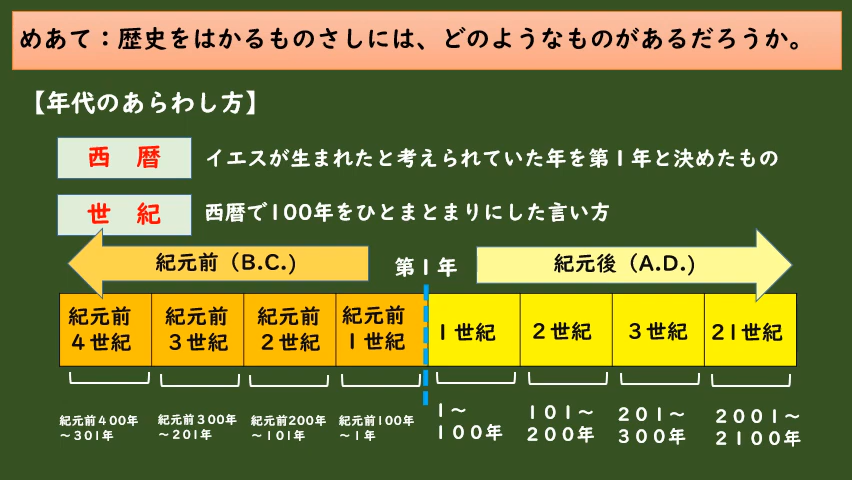 めあて：歴史をはかるものさしには、どのようなものがあるだろうか。
【年代のあらわし方】
西　暦
イエスが生まれたと考えられていた年を第１年と決めたもの
世　紀
西暦で100年をひとまとまりにした言い方
紀元前（B.C.）
第１年
紀元後（A.D.）
紀元前
４世紀
紀元前
３世紀
紀元前
２世紀
紀元前
１世紀
１世紀
２世紀
３世紀
21世紀
紀元前４00年
～３01年
紀元前３00年
～201年
紀元前200年
～１01年
紀元前100年
～１年
１～
１００年
１０１～
２００年
２０１～
３００年
２００１～
２１００年